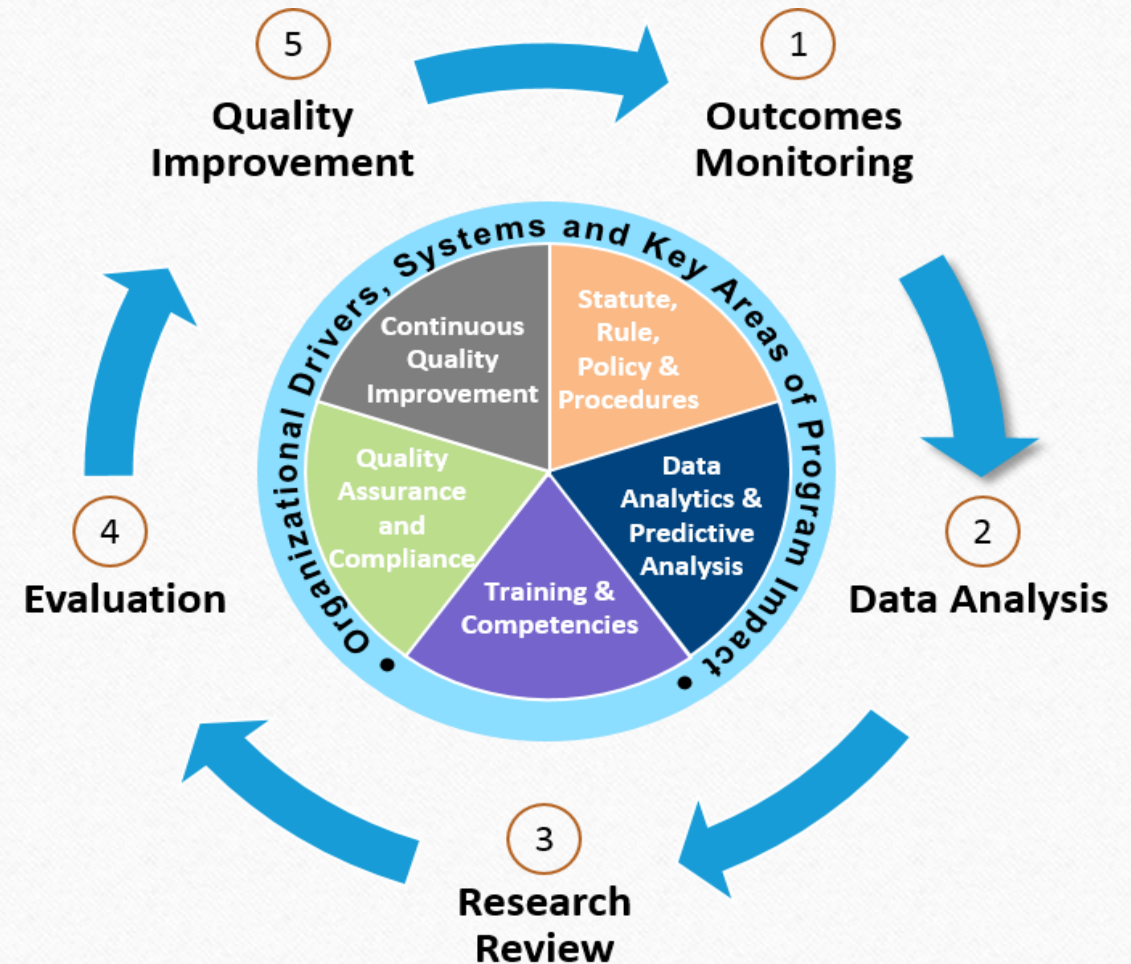 5
Quality
Improvement
1
Outcomes
Monitoring
Organizational Drivers, Systems and Key Areas of Program Impact
Continuous
Quality
Improvement
Statute,
Rule,
Policy &
Procedures
Quality
Assurance
and
Compliance
Data
Analytics &
Predictive
Analysis
Training &
Competencies
4
Evaluation
2
Data Analysis
3
Research
Review